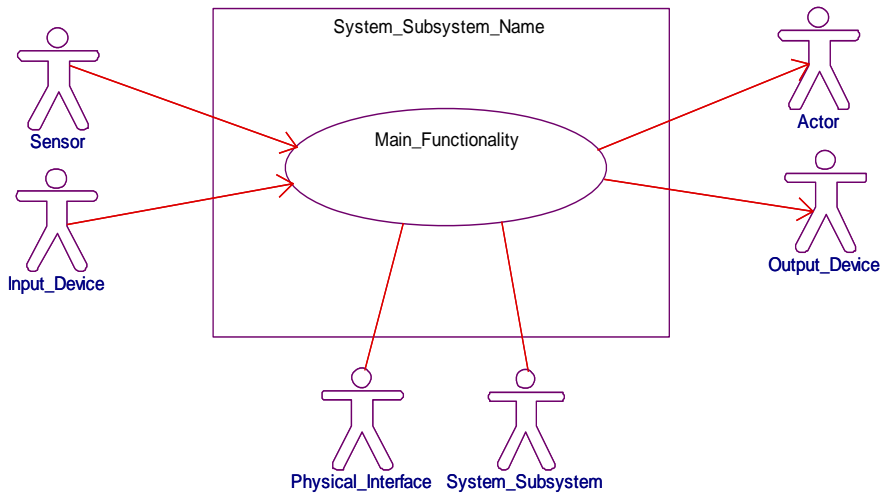 System_Subsystem_Name
Main_Functionality
Sensor
Actor
Input_Device
Output_Device
Physical_Interface
System_Subsystem